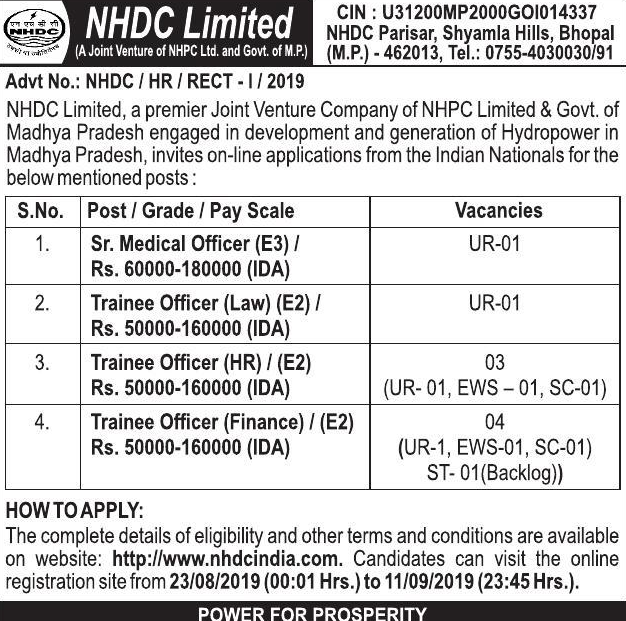 एन एच डी सी
NHDC
NHDC Limited
(A Joint Venture of NHPC Ltd. and Govt. of M.P.)
CIN : U31200MP2000GOI014337
NHDC Parisar, Shyamla Hills, Bhopal
(M.P.) - 462013, Tel.: 0755-4030030/91
Advt No.: NHDC / HR / RECT - I / 2019
NHDC Limited, a premier Joint Venture Company of NHPC Limited & Govt. of
Madhya Pradesh engaged in development and generation of Hydropower in
Madhya Pradesh, invites on-line applications from the Indian Nationals for the
below mentioned posts :
S.No. Post / Grade / Pay Scale Vacancies
1. Sr. Medical Officer (E3) / UR-01
Rs. 60000-180000 (IDA)
2. Trainee Officer (Law) (E2) / UR-01
Rs. 50000-160000 (IDA)
3. Trainee Officer (HR) / (E2) 03
Rs. 50000-160000 (IDA) (UR- 01, EWS – 01, SC-01)
4. Trainee Officer (Finance) / (E2) 04
Rs. 50000-160000 (IDA) (UR-1, EWS-01, SC-01)
ST- 01(Backlog))
HOW TO APPLY:
The complete details of eligibility and other terms and conditions are available
on website: http://www.nhdcindia.com. Candidates can visit the online
registration site from 23/08/2019 (00:01 Hrs.) to 11/09/2019 (23:45 Hrs.).
POWER FOR PROSPERITY